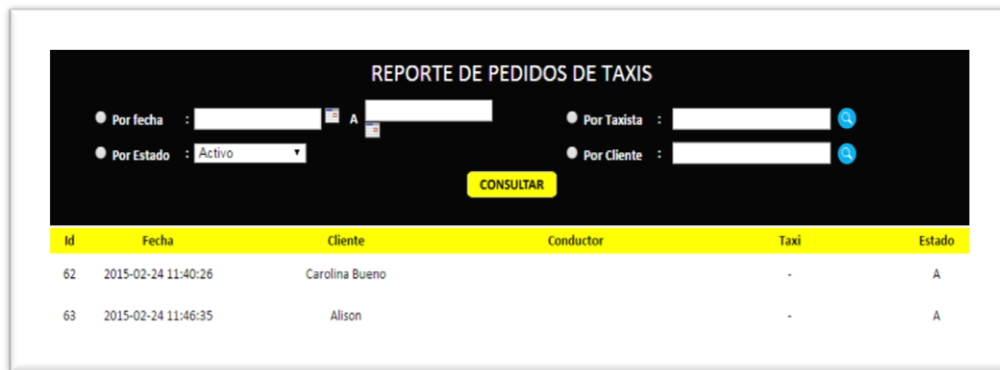 REPORTE DE PEDIDOS DE TAXIS
Por fecha : A Por Taxista :
Por Estado : Activo Por Cliente :
CONSULTAR
Id Fecha Cliente Conductor Taxi Estado
62 2015-02-24 11:40:26 Carolina Bueno - A
63 2015-02-24 11:46:35 Alison - A